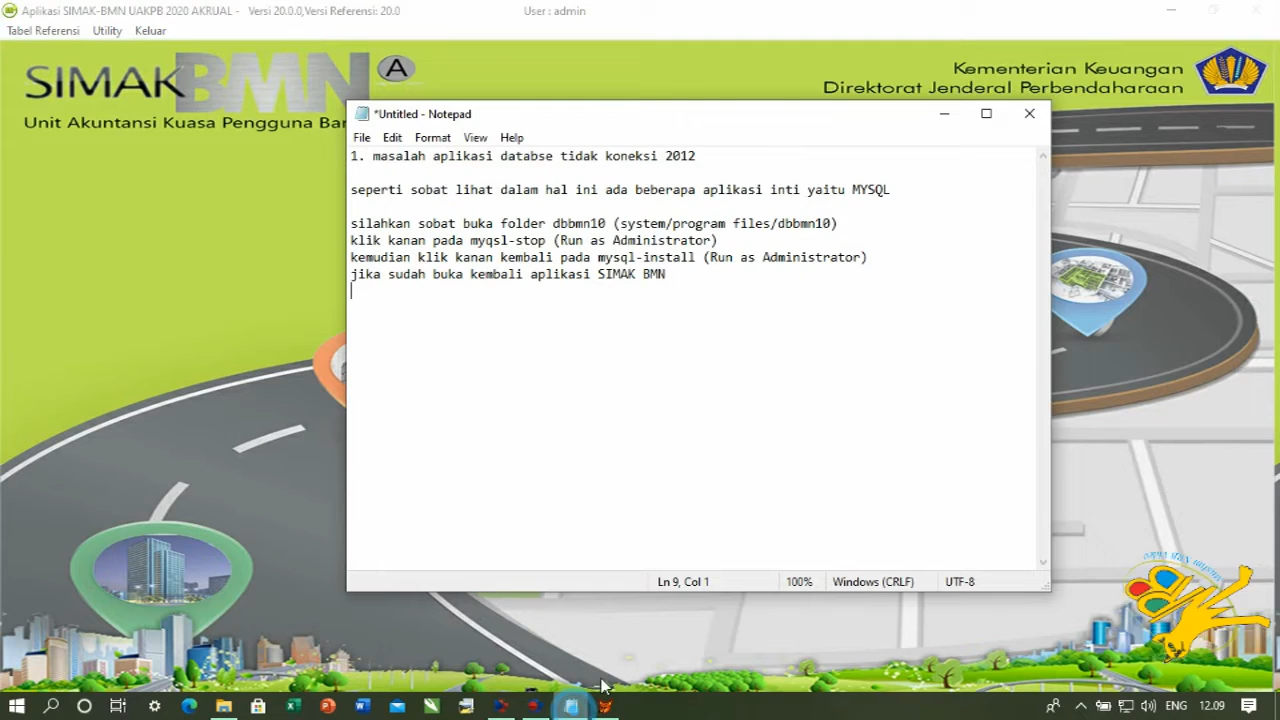 Aplikasi SIMAK-BMN UAKPB 2020 AKRUAL - Versi 20.0.0,Versi Referensi: 20.0 User : admin
Tabel Referensi Utility Keluar
SIMAK BMN A
Unit Akuntansi Kuasa Pengguna Bar
Kementerian Keuangan
Direktorat Jenderal Perbendaharaan
*Untitled - Notepad
File Edit Format View Help
1. masalah aplikasi databse tidak koneksi 2012
seperti sobat lihat dalam hal ini ada beberapa aplikasi inti yaitu MYSQL
silahkan sobat buka folder dbbmn10 (system/program files/dbbmn10)
klik kanan pada myqsl-stop (Run as Administrator)
kemudian klik kanan kembali pada mysql-install (Run as Administrator)
jika sudah buka kembali aplikasi SIMAK BMN
Ln 9, Col 1 100% Windows (CRLF) UTF-8
ENG 12.09